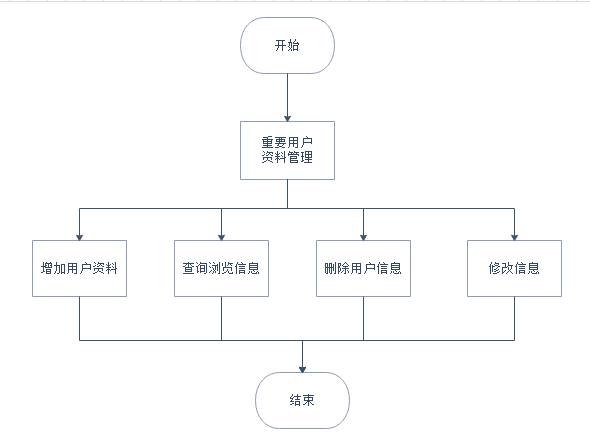 开始
重要用户
资料管理
增加用户资料
查询浏览信息
删除用户信息
修改信息
结束